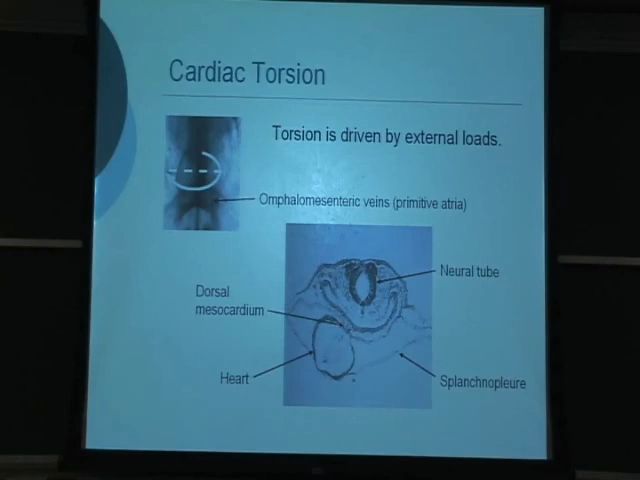 Cardiac Torsion
Torsion is driven by external loads.
Omphalomesenteric veins (primitive atria)
Neural tube
Dorsal
mesocardium
Heart
Splanchnopleure